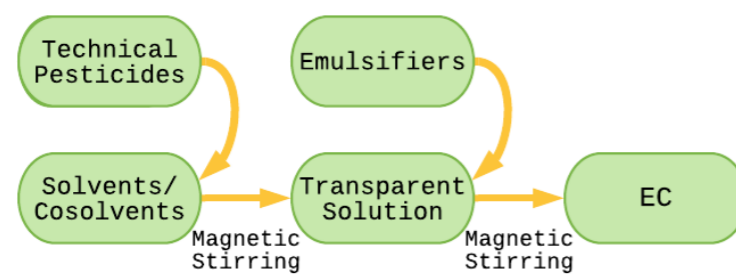 Technical
Pesticides
Emulsifiers
Solvents/
Cosolvents
Magnetic
Stirring
Transparent
Solution
Magnetic
Stirring
EC